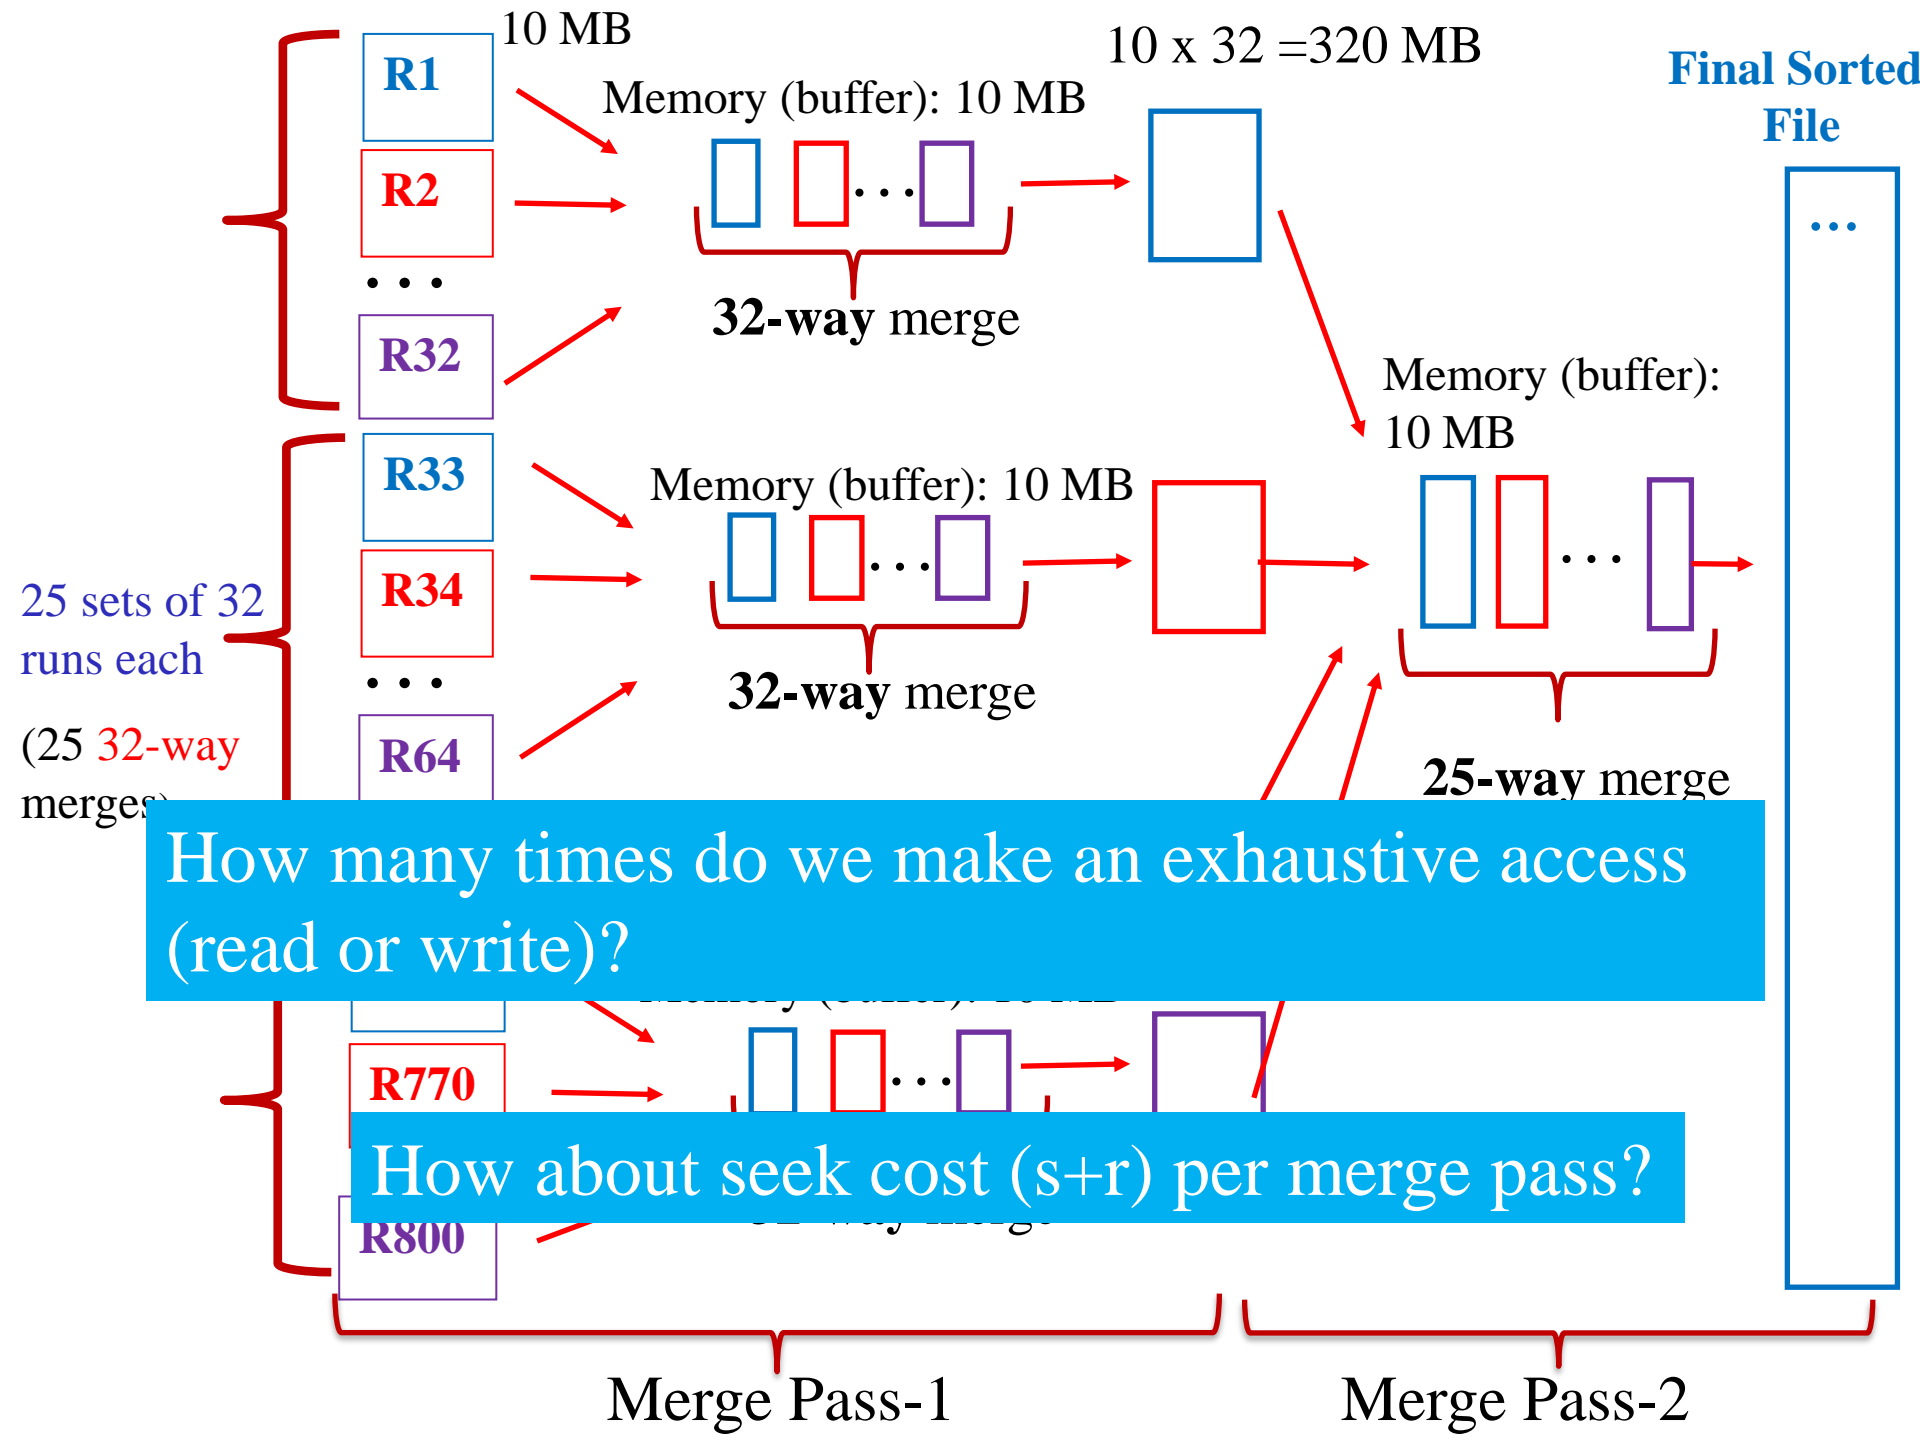 10 MB
10 x 32 =320 MB
Final Sorted
File
R1
Memory (buffer): 10 MB
R2
...
...
...
32-way merge
R32
Memory (buffer):
10 MB
R33
Memory (buffer): 10 MB
R34
...
...
25 sets of 32
runs each
...
32-way merge
(25 32-way
merges)
R64
25-way merge
How many times do we make an exhaustive access
(read or write)?
R770
...
How about seek cost (s+r) per merge pass?
R800
Merge Pass-1
Merge Pass-2